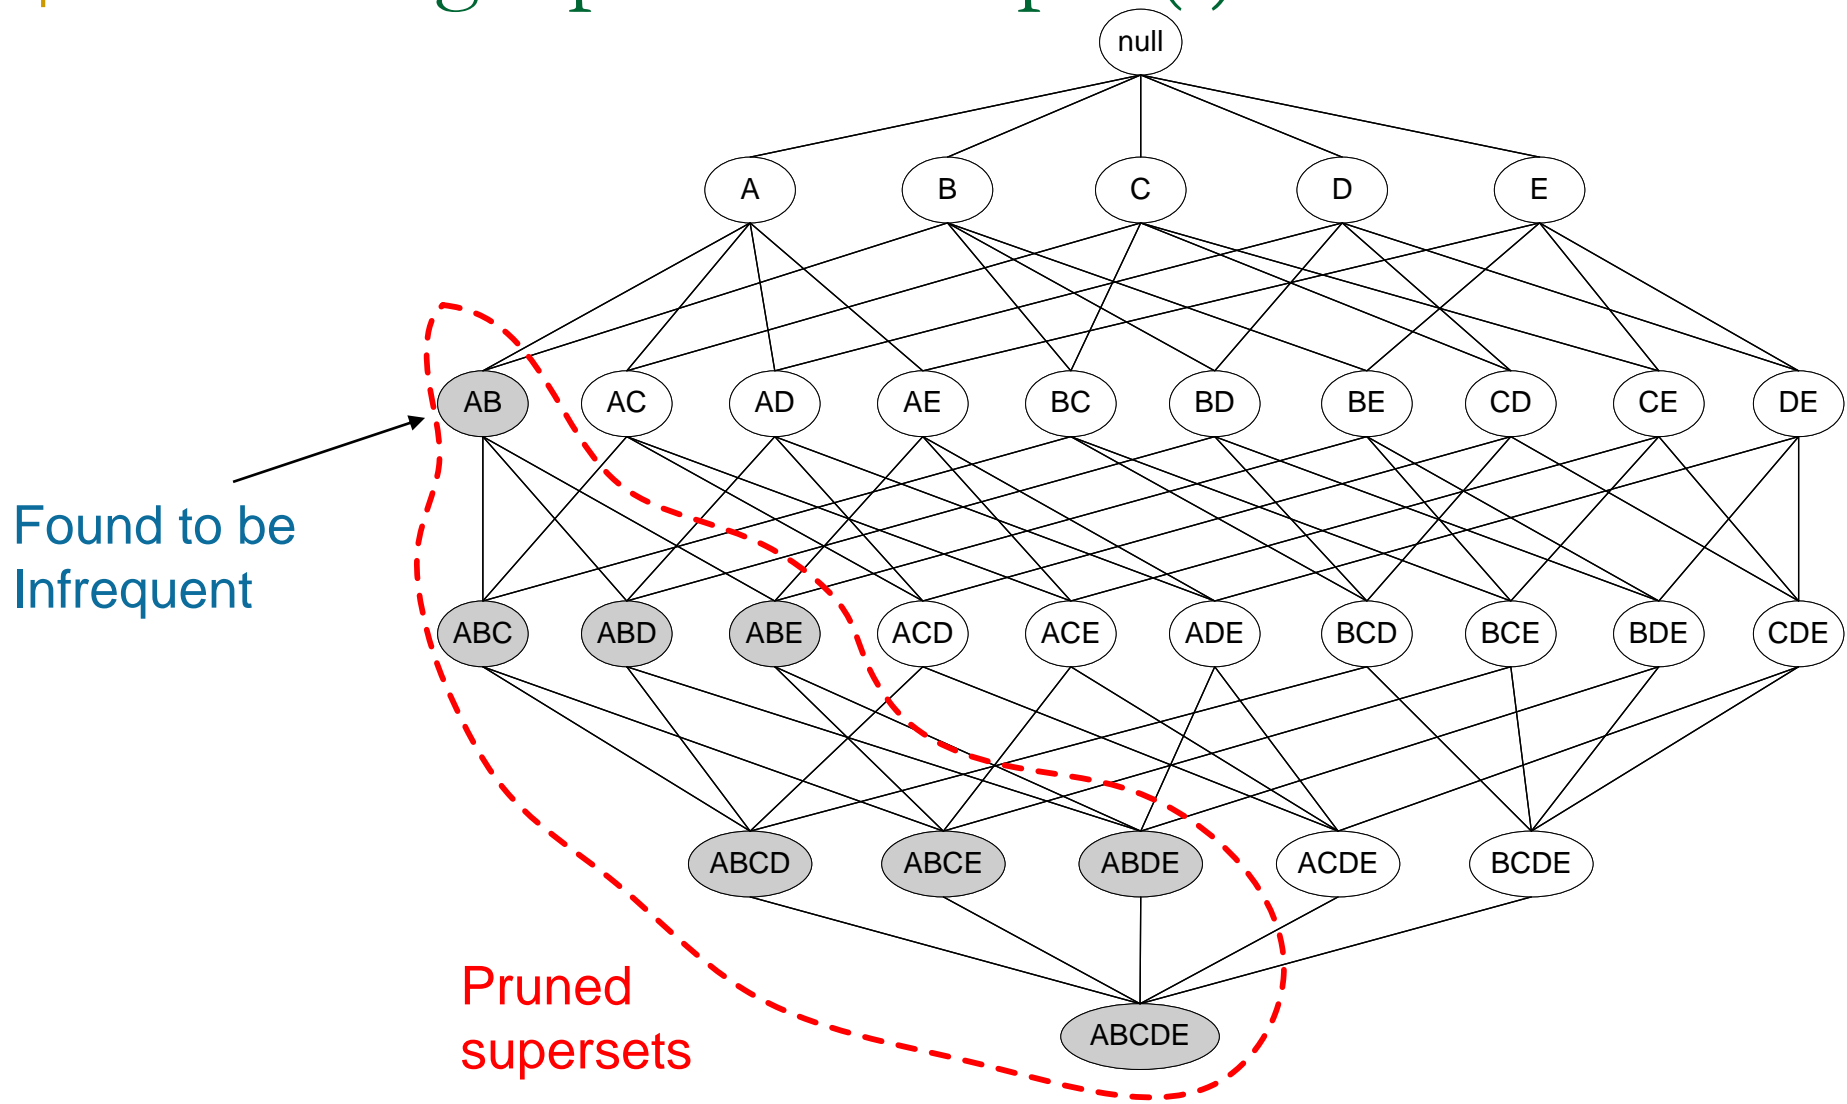 null
A B C D E
AB AC AD AE BC BD BE CD CE DE
Found to be
Infrequent
ABC ABD ABE ACD ACE ADE BCD BCE BDE CDE
ABCD ABCE ABDE ACDE BCDE
Pruned
supersets
ABCDE